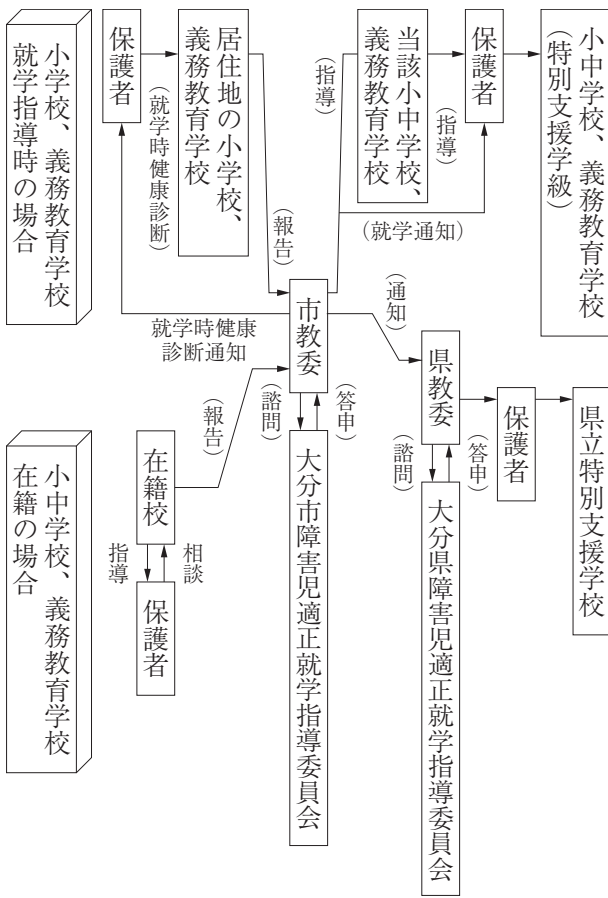 小中学校、義務教育学校
(特別支援学級)
保護者
(指導)
当該小中学校、
義務教育学校
(指導)
(就学通知)
居住地の小学校、
義務教育学校
(報告)
保護者
(就学時健康診断)
小学校、義務教育学校
就学指導時の場合
県立特別支援学校
保護者
県教委
(通知)
(答申)
(諮問)
大分県障害児適正就学指導委員会
市教委
就学時健康
診断通知
(答申)
(諮問)
大分市障害児適正就学指導委員会
(報告)
在籍校
相談
指導
保護者
小中学校、義務教育学校
在籍の場合